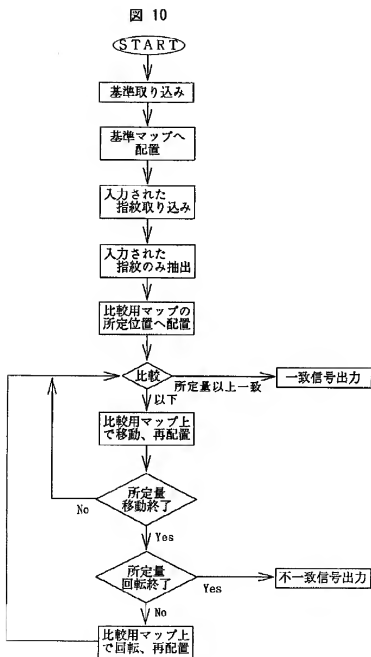 図 10
START
基準取り込み
基準マップへ
配置
入力された
指紋取り込み
入力された
指紋のみ抽出
比較用マップの
所定位置へ配置
比較
所定量以上一致
一致信号出力
以下
比較用マップ上
で移動、再配置
所定量
移動終了
No
Yes
所定量
回転終了
Yes
不一致信号出力
No
比較用マップ上
で回転、再配置